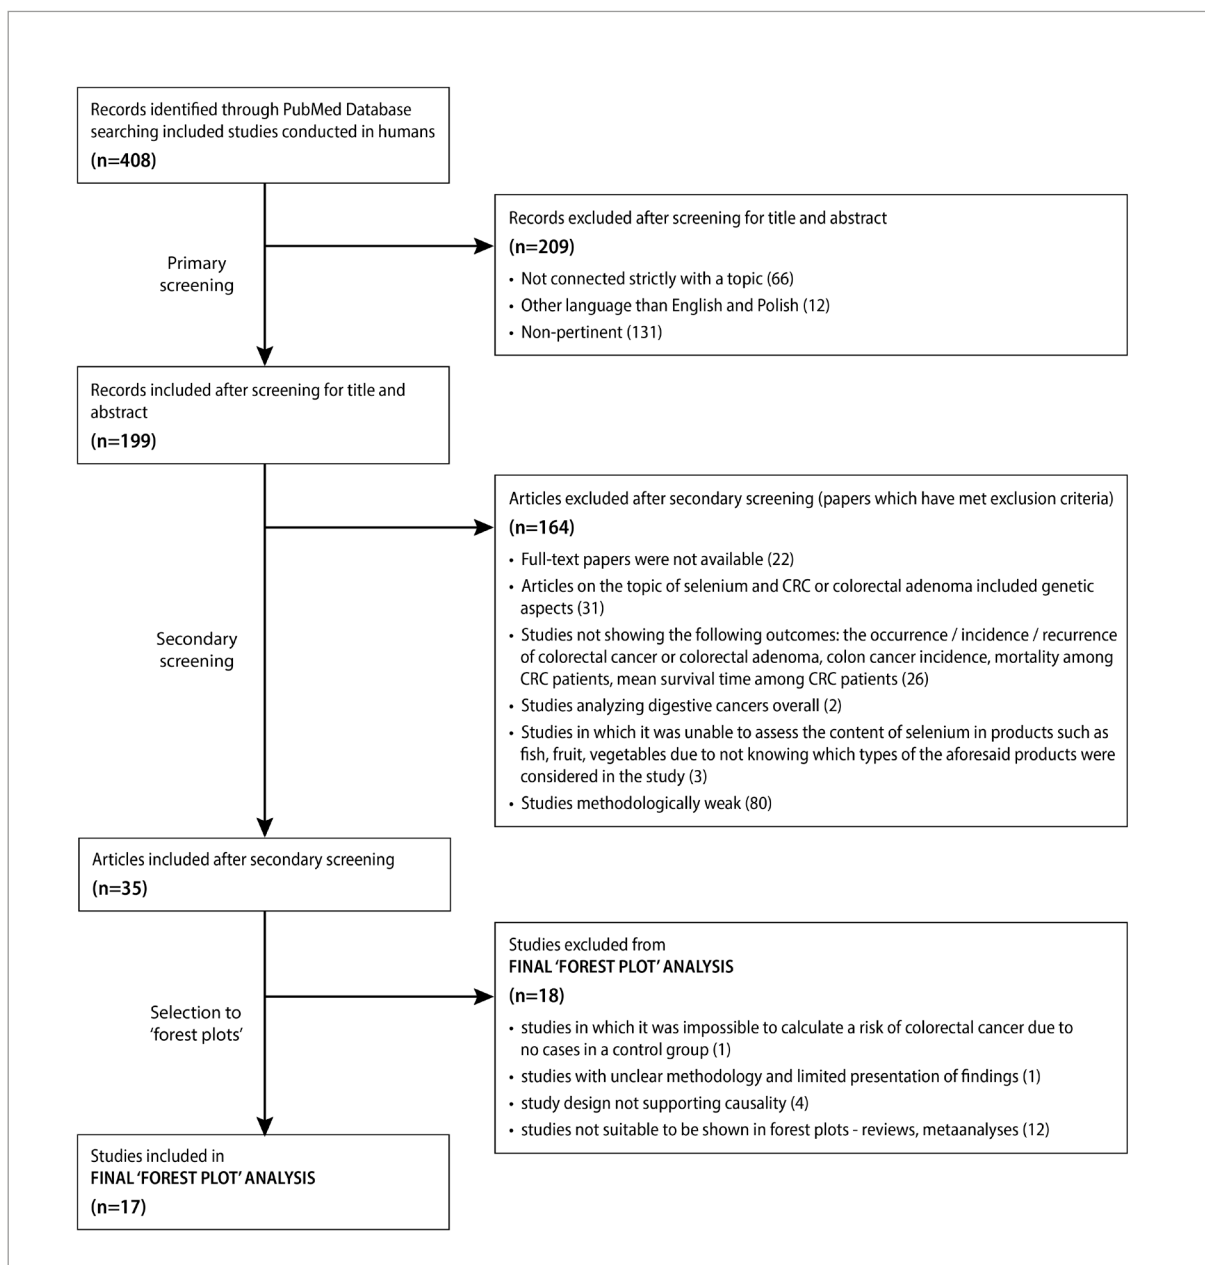 Records identified through PubMed Database
searching included studies conducted in humans
(n=408)
Records excluded after screening for title and abstract
(n=209)
• Not connected strictly with a topic (66)
• Other language than English and Polish (12)
• Non-pertinent (131)
Primary
screening
Records included after screening for title and
abstract
(n=199)
Articles excluded after secondary screening (papers which have met exclusion criteria)
(n=164)
• Full-text papers were not available (22)
• Articles on the topic of selenium and CRC or colorectal adenoma included genetic
aspects (31)
• Studies not showing the following outcomes: the occurrence / incidence / recurrence
of colorectal cancer or colorectal adenoma, colon cancer incidence, mortality among
CRC patients, mean survival time among CRC patients (26)
• Studies analyzing digestive cancers overall (2)
• Studies in which it was unable to assess the content of selenium in products such as
fish, fruit, vegetables due to not knowing which types of the aforesaid products were
considered in the study (3)
• Studies methodologically weak (80)
Secondary
screening
Articles included after secondary screening
(n=35)
Studies excluded from
FINAL ‘FOREST PLOT’ ANALYSIS
(n=18)
• studies in which it was impossible to calculate a risk of colorectal cancer due to
no cases in a control group (1)
• studies with unclear methodology and limited presentation of findings (1)
• study design not supporting causality (4)
• studies not suitable to be shown in forest plots - reviews, metaanalyses (12)
Selection to
‘forest plots’
Studies included in
FINAL ‘FOREST PLOT’ ANALYSIS
(n=17)